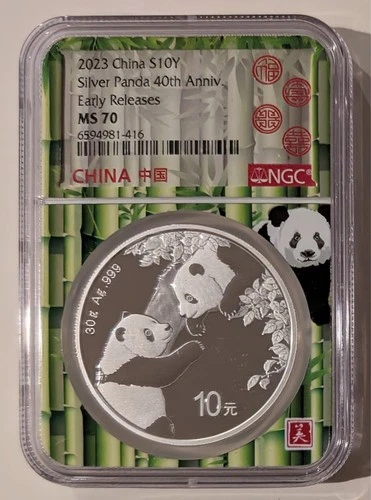 2023 China S10Y
Silver Panda 40th Anniv.
Early Releases
MS 70
6594981-416
CHINA 中国
NGC®
30g Ag .999
10元
美